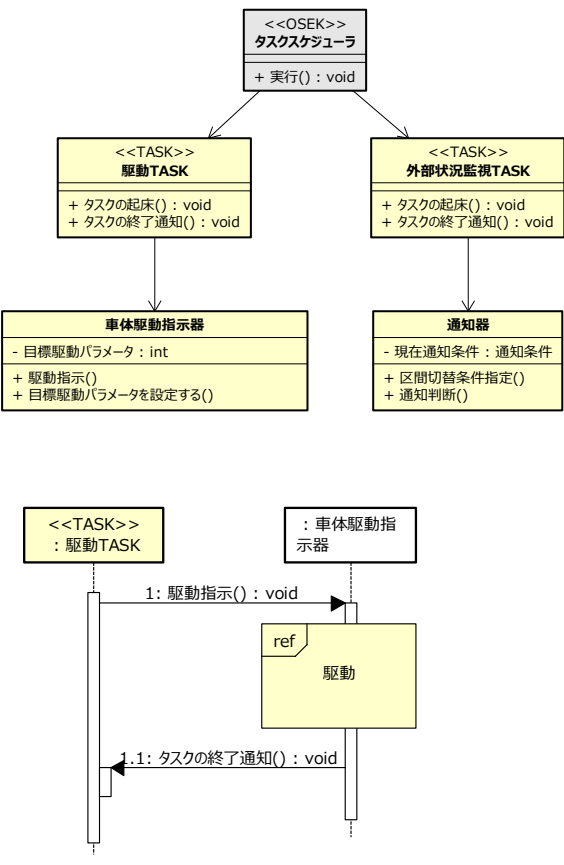 <<OSEK>>
タスクスケジューラ
+ 実行() : void
<<TASK>>
駆動TASK
+ タスクの起床() : void
+ タスクの終了通知() : void
<<TASK>>
外部状況監視TASK
+ タスクの起床() : void
+ タスクの終了通知() : void
車体駆動指示器
- 目標駆動パラメータ : int
+ 駆動指示()
+ 目標駆動パラメータを設定する()
通知器
- 現在通知条件 : 通知条件
+ 区間切替条件指定()
+ 通知判断()
<<TASK>>
: 駆動TASK
: 車体駆動指
示器
1: 駆動指示() : void
ref
駆動
1.1: タスクの終了通知() : void